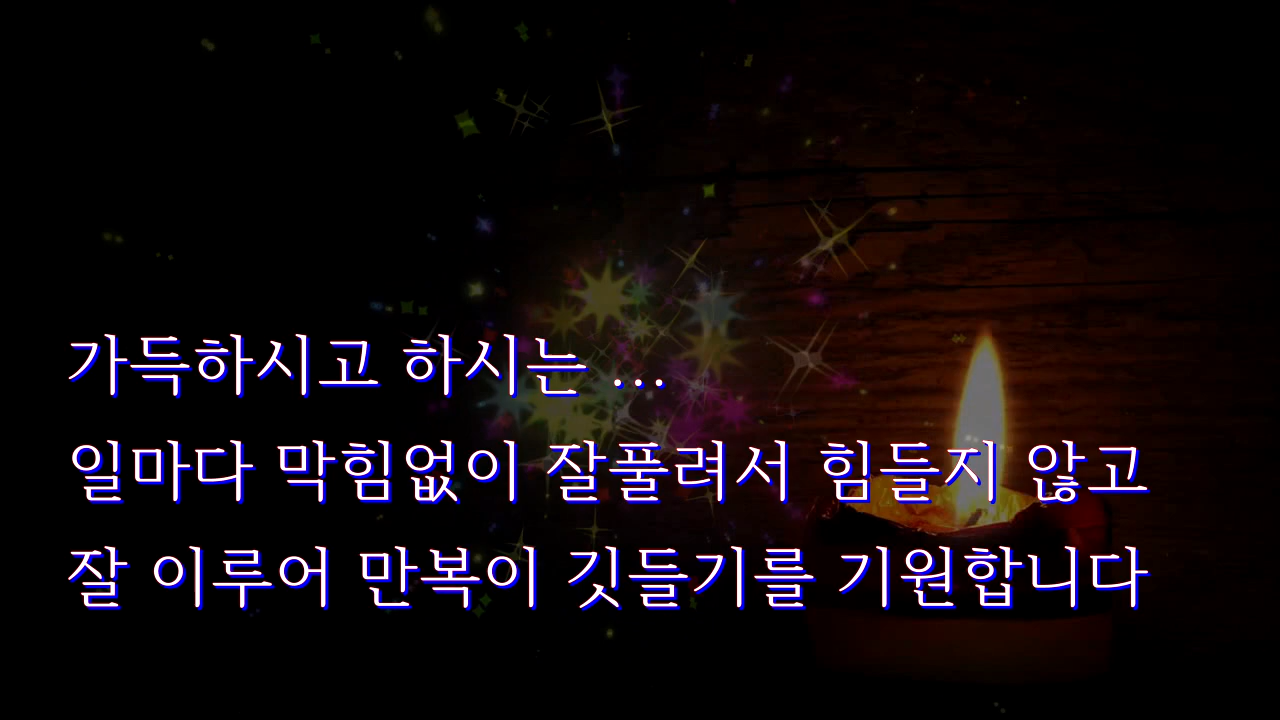 가득하시고 하시는 ...
일마다 막힘없이 잘풀려서 힘들지 않고
잘 이루어 만복이 깃들기를 기원합니다